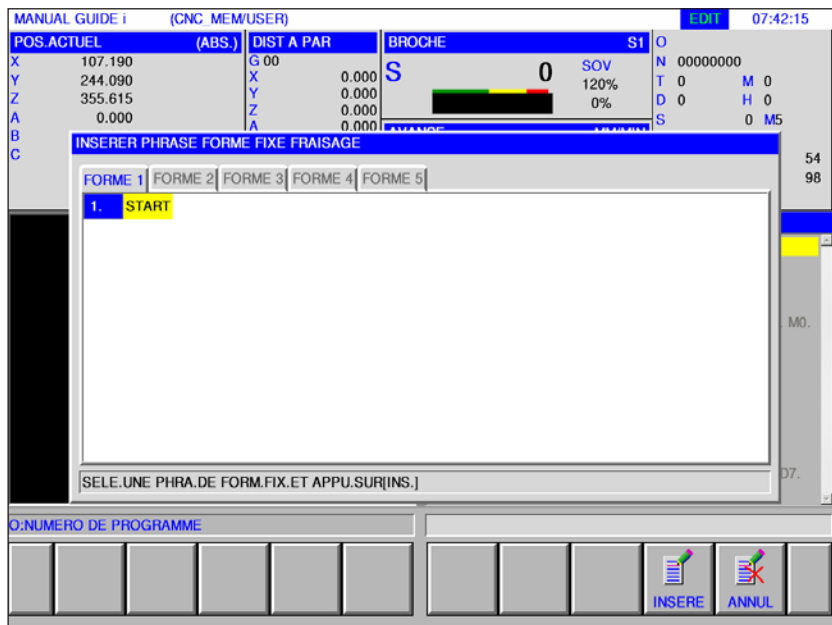 MANUAL GUIDE i (CNC_MEM/USER) EDIT 07:42:15
POS.ACTUEL (ABS.) DIST A PAR BROCHE S1 O
X 107.190 G 00 N 00000000
Y 244.090 X 0.000 S 0 SOV T 0 M 0
Z 355.615 Y 0.000 120% D 0 H 0
A 0.000 Z 0.000 0% S 0 M5
B A 0.000
C 54
98
INSERER PHRASE FORME FIXE FRAISAGE
FORME 1 FORME 2 FORME 3 FORME 4 FORME 5
1. START
M0.
D7.
SELE.UNE PHRA.DE FORM.FIX.ET APPU.SUR[INS.]
O:NUMERO DE PROGRAMME
INSERE ANNUL